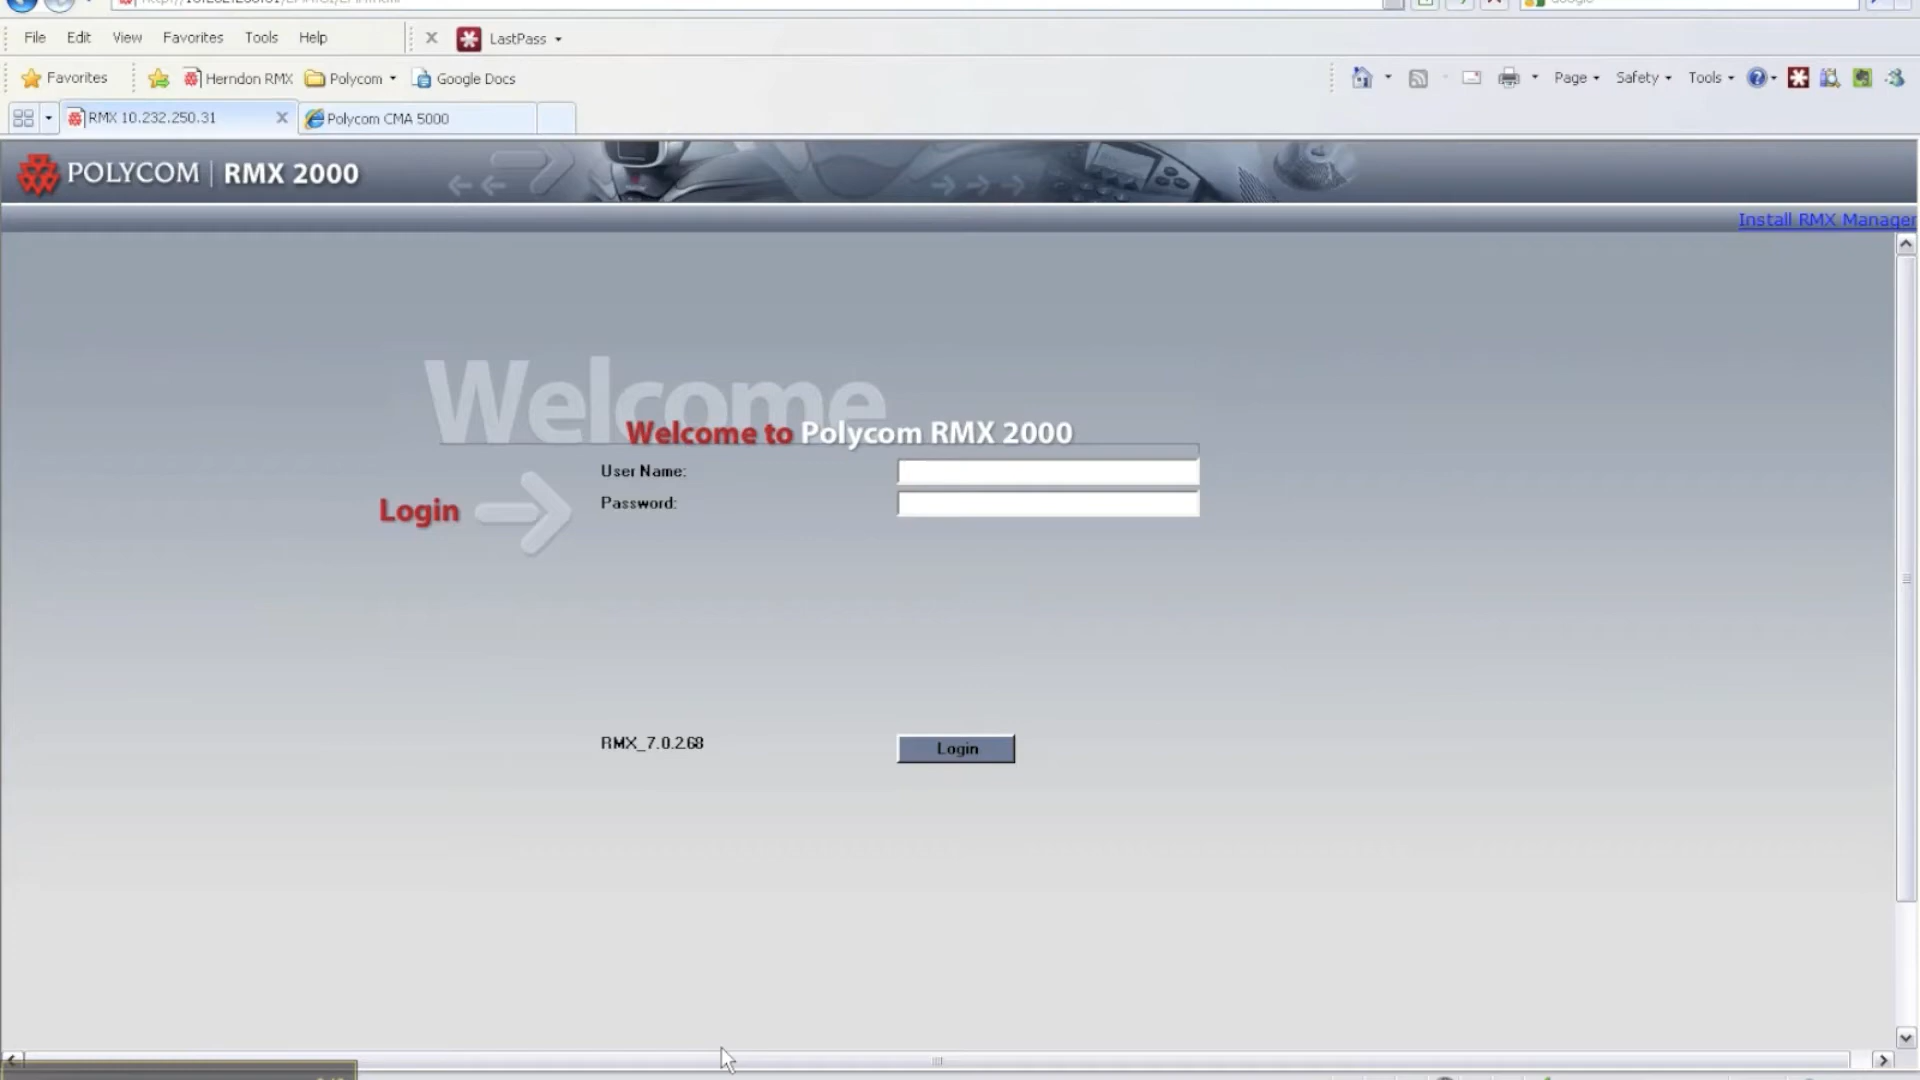 File Edit View Favorites Tools Help
LastPass
Favorites Herndon RMX Polycom Google Docs
Page Safety Tools
RMX 10.232.250.31 Polycom CMA 5000
POLYCOM | RMX 2000
Install RMX Manager
Welcome
Welcome to Polycom RMX 2000
User Name:
Login
Password:
RMX_7.0.2.68
Login